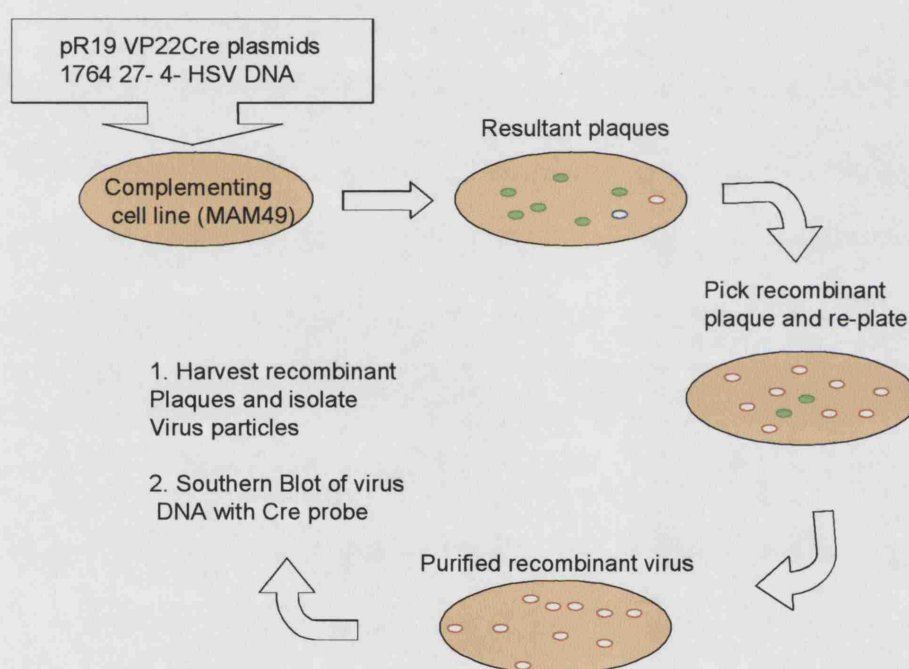 pR19 VP22Cre plasmids
1764 27- 4- HSV DNA
Complementing
cell line (MAM49)
Resultant plaques
Pick recombinant
plaque and re-plate
Purified recombinant virus
1. Harvest recombinant
Plaques and isolate
Virus particles
2. Southern Blot of virus
DNA with Cre probe